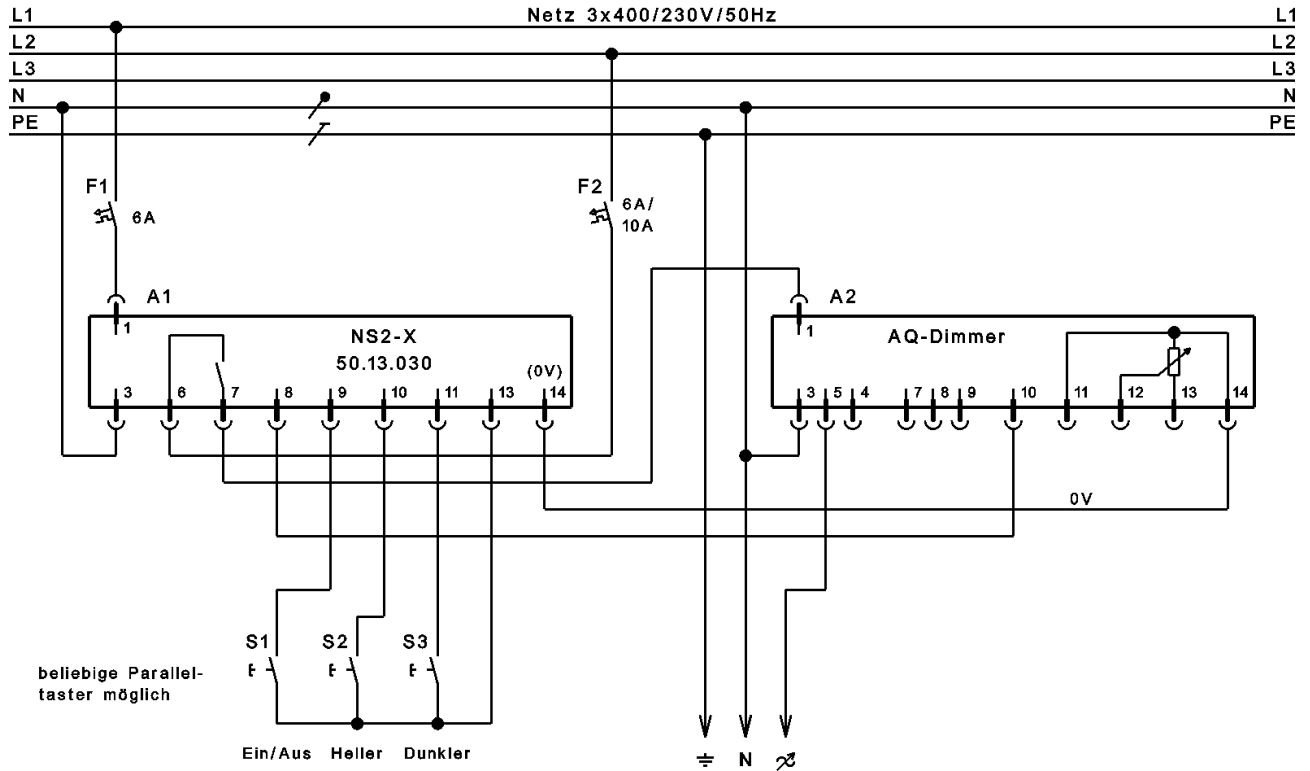 L1 Netz 3x400/230V/50Hz L1
L2 L2
L3 L3
N N
PE PE
F1
6A
F2
6A/
10A
A1
A2
1
NS2-X
50.13.030
(0V)
3 6 7 8 9 10 11 13 14
1
AQ-Dimmer
3 5 4 7 8 9 10 11 12 13 14
0V
S1 S2 S3
beliebige Parallel-
taster möglich
Ein/Aus Heller Dunkler
N